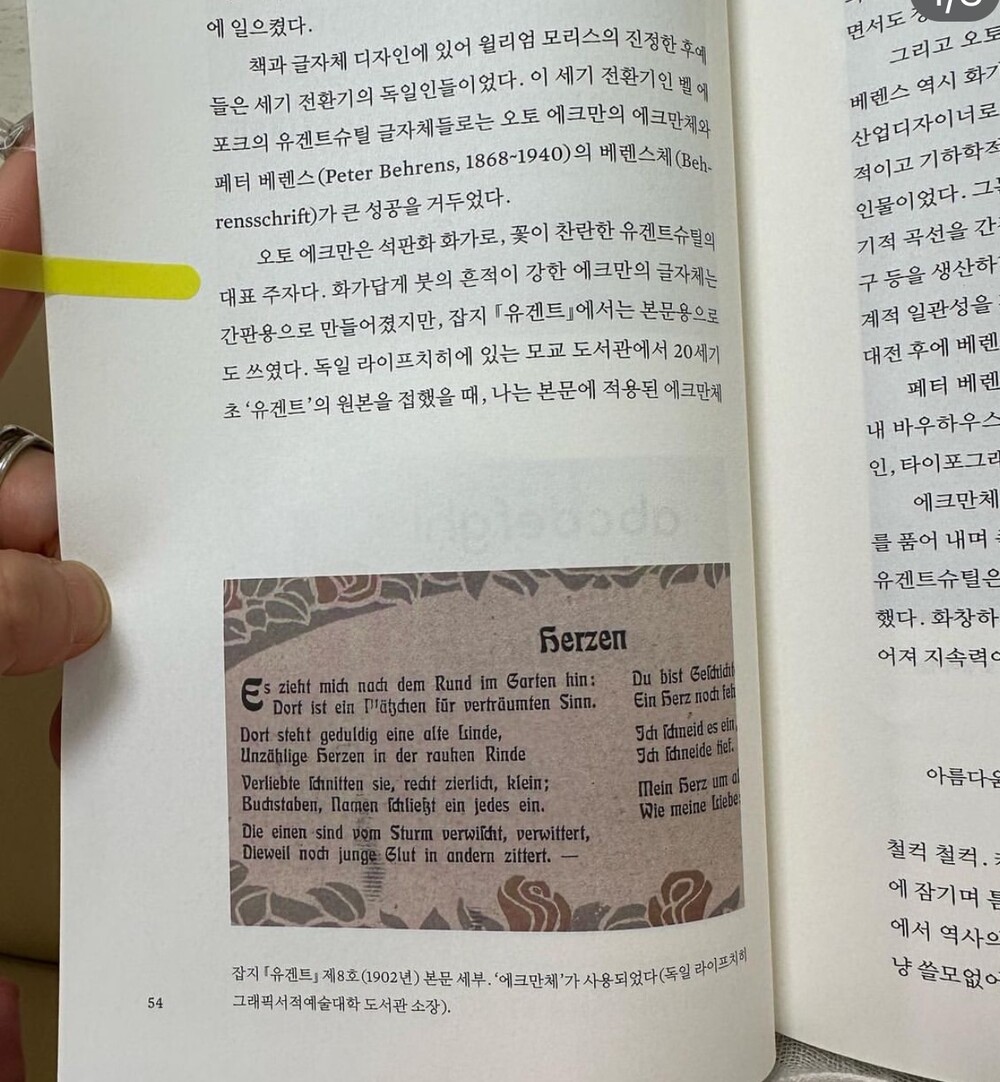 에 일으켰다.
책과 글자체 디자인에 있어 윌리엄 모리스의 진정한 후예
들은 세기 전환기의 독일인들이었다. 이 세기 전환기인 벨 에
포크의 유겐트슈틸 글자체들로는 오토 에크만의 에크만체와
페터 베렌스(Peter Behrens, 1868~1940)의 베렌스체(Beh-
rensschrift)가 큰 성공을 거두었다.
오토 에크만은 석판화 화가로, 꽃이 찬란한 유겐트슈틸의
대표 주자다. 화가답게 붓의 흔적이 강한 에크만의 글자체는
간판용으로 만들어졌지만, 잡지 『유겐트』에서는 본문용으로
도 쓰였다. 독일 라이프치히에 있는 모교 도서관에서 20세기
초 ‘유겐트’의 원본을 접했을 때, 나는 본문에 적용된 에크만체
Herzen
Es zieht mich nach dem Rund im Garten hin:
Dort ist ein Plätzchen für verträumten Sinn.
Dort steht geduldig eine alte Linde,
Unzählige Herzen in der rauhen Rinde
Verliebte schnitten sie, recht zierlich, klein;
Buchstaben, Namen schließt ein jedes ein.
Die einen sind vom Sturm verwischt, verwittert,
Dieweil noch junge Glut in andern zittert. —
Du bist
Ein Herz noch
Ich schneid es ein,
Ich schneide tief.
Mein Herz um
Wie meine Liebe
잡지 『유겐트』 제8호(1902년) 본문 세부. ‘에크만체’가 사용되었다(독일 라이프치히
그래픽서적예술대학 도서관 소장).
54
면서도
그리고 오토
베렌스 역시 화가
산업디자이너로
적이고 기하학적
인물이었다.
기적 곡선을
구 등을 생산하
계적 일관성을
대전 후에 베렌
페터 베렌
내 바우하우스
인, 타이포그래
에크만체
를 품어 내며
유겐트슈틸은
했다. 화창하
어져 지속력이
아름다운
철컥 철컥.
에 잠기며
에서 역사의
냥 쓸모없어